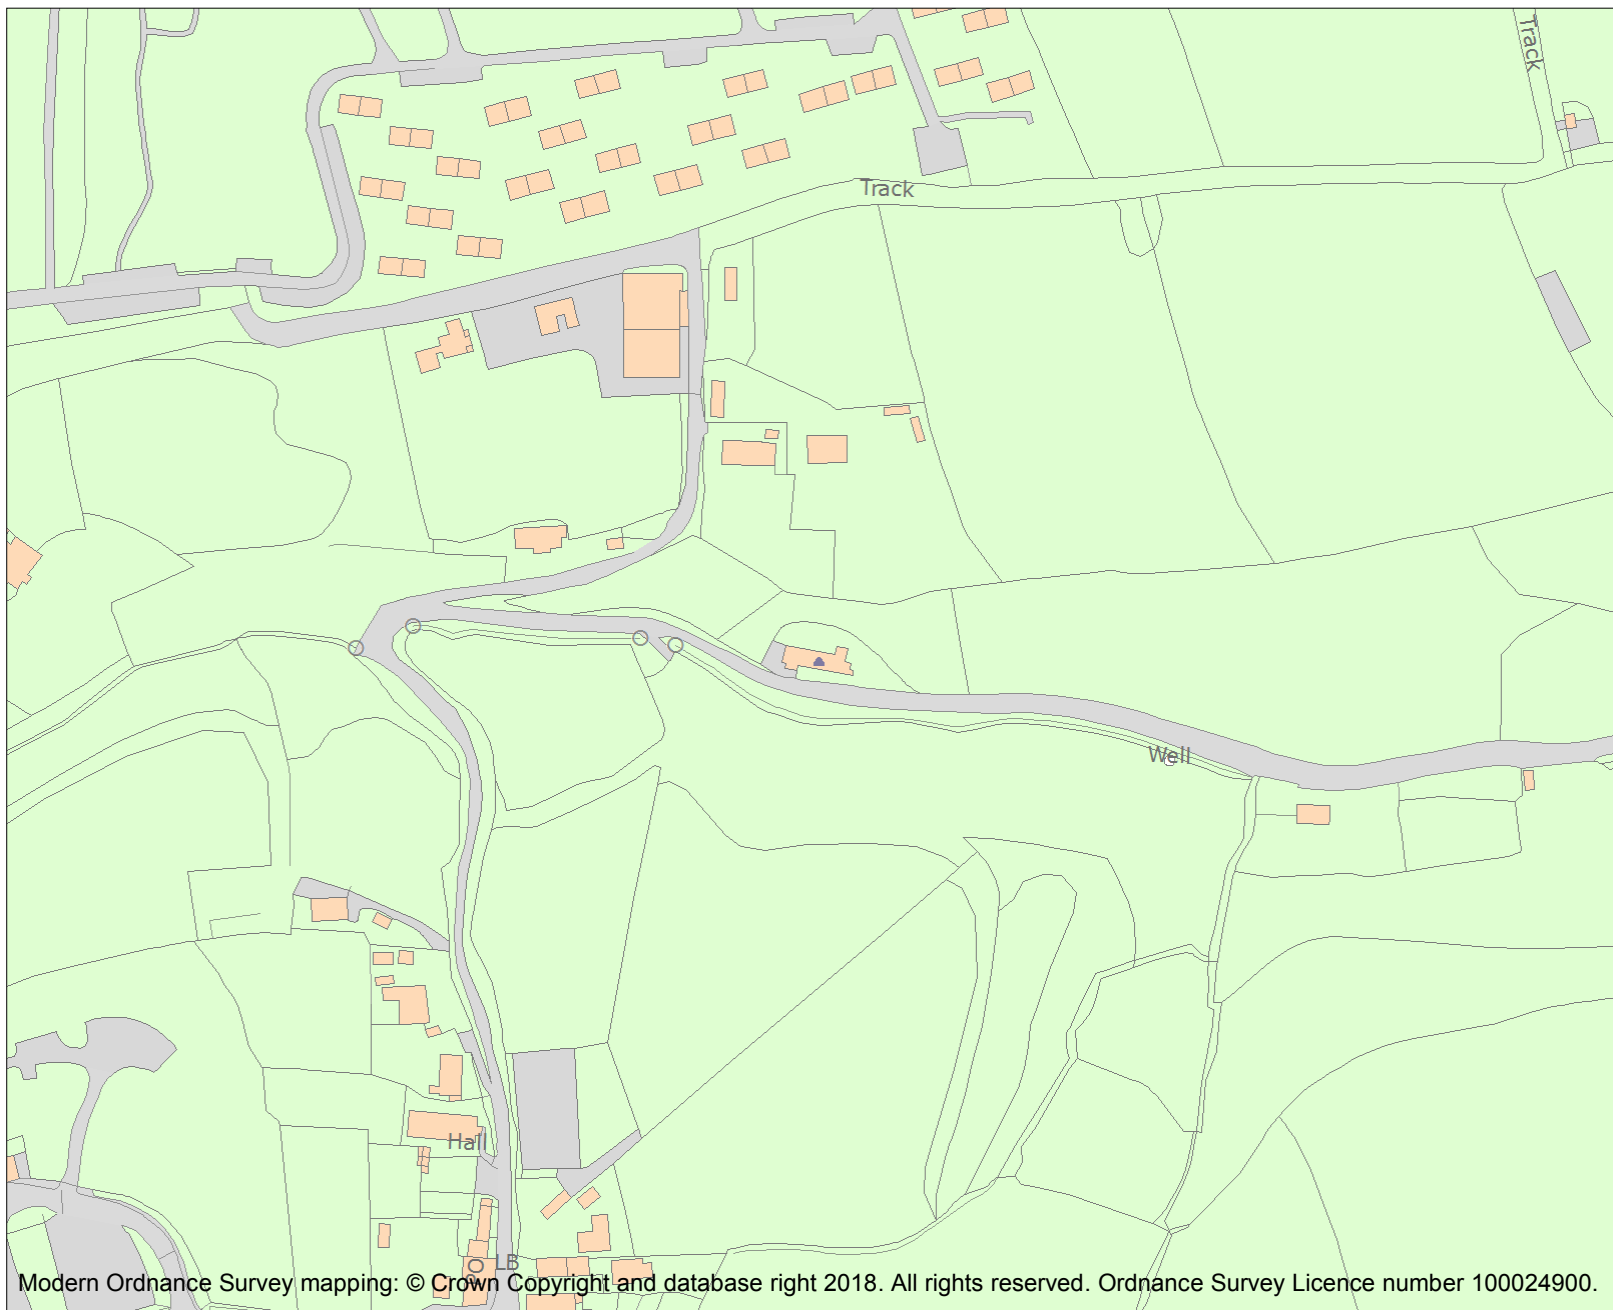 Track
Track
Well
Hall
LB
PO
Modern Ordnance Survey mapping: © Crown Copyright and database right 2018. All rights reserved. Ordnance Survey Licence number 100024900.